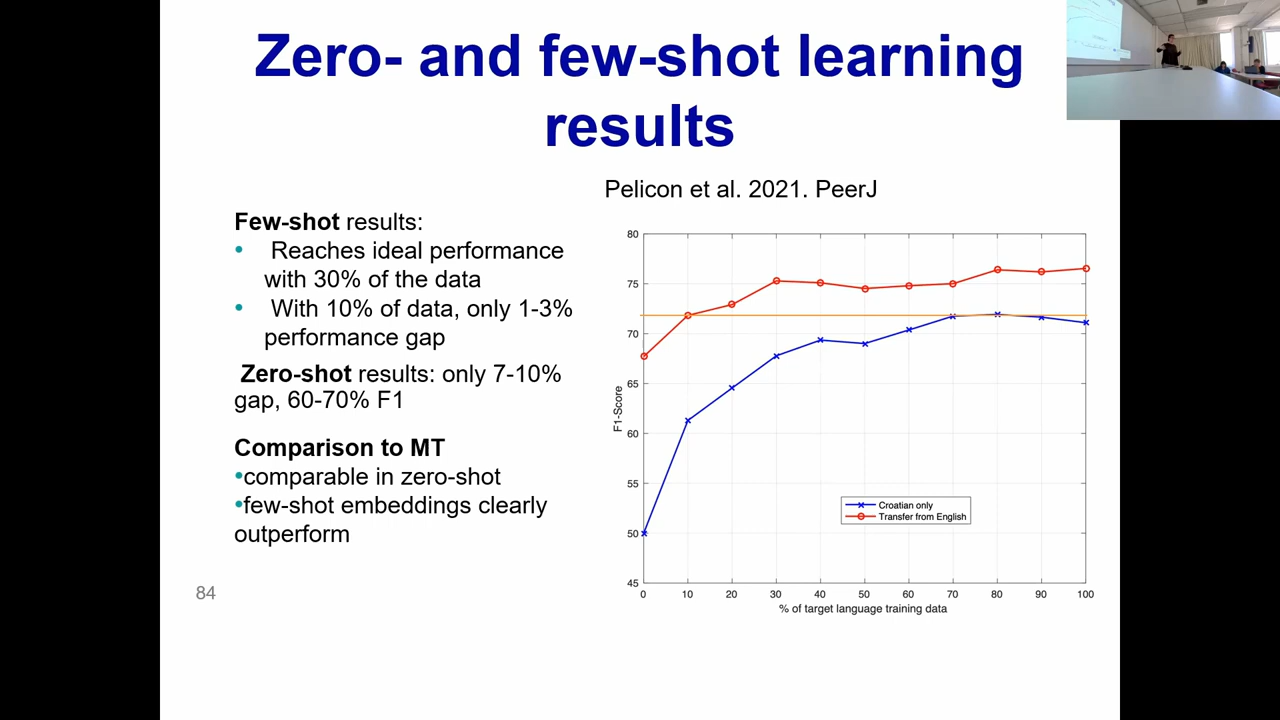 Zero- and few-shot learning
results
Pelicon et al. 2021. PeerJ
Few-shot results:
• Reaches ideal performance
with 30% of the data
• With 10% of data, only 1-3%
performance gap
Zero-shot results: only 7-10%
gap, 60-70% F1
Comparison to MT
•comparable in zero-shot
•few-shot embeddings clearly
outperform
84
80
75
70
65
60
55
50
45
F1-Score
Croatian only
Transfer from English
0 10 20 30 40 50 60 70 80 90 100
% of target language training data